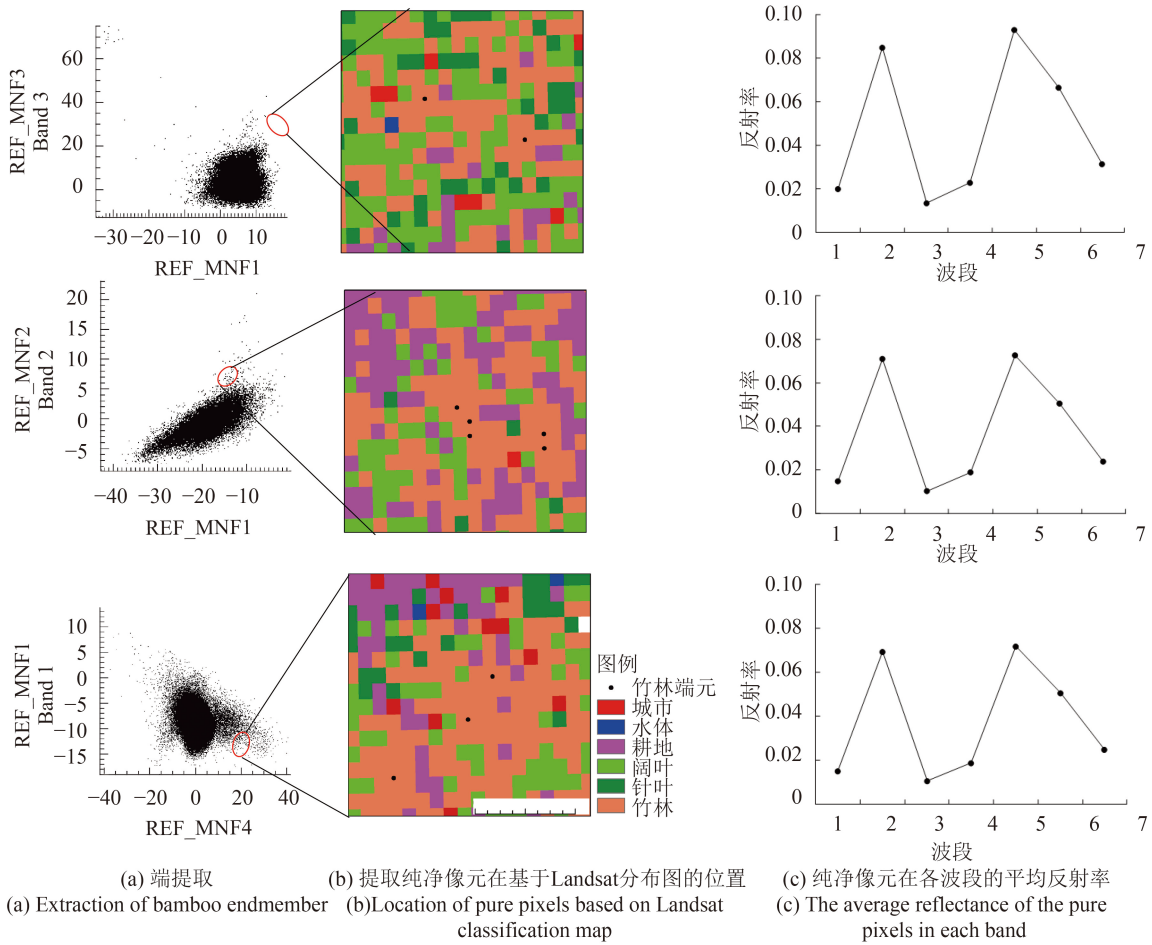 60
40
20
0
REF_MNF3
Band 3
−30 −20 −10 0 10
REF_MNF1
0.10
0.08
0.06
0.04
0.02
0
反射率
1 2 3 4 5 6 7
波段
20
15
10
5
0
−5
REF_MNF2
Band 2
−40 −30 −20 −10
REF_MNF1
0.10
0.08
0.06
0.04
0.02
0
反射率
1 2 3 4 5 6 7
波段
10
5
0
−5
−10
−15
REF_MNF1
Band 1
−40 −20 0 20 40
REF_MNF4
图例
竹林端元
城市
水体
耕地
阔叶
针叶
竹林
0.10
0.08
0.06
0.04
0.02
0
反射率
1 2 3 4 5 6 7
波段
(a) 端提取
(a) Extraction of bamboo endmember
(b) 提取纯净像元在基于Landsat分布图的位置
(b)Location of pure pixels based on Landsat
classification map
(c) 纯净像元在各波段的平均反射率
(c) The average reflectance of the pure
pixels in each band